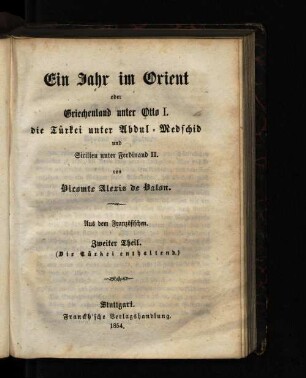 Ein Jahr im Orient
oder
Griechenland unter Otto I.
die Türkei unter Abdul-Medschid
und
Sicilien unter Ferdinand II.
von
Vicomte Alexis de Valon.
Aus dem Französischen.
Zweiter Theil.
(Die Türkei enthaltend)
Stuttgart.
Franckh'sche Verlagshandlung.
1854.